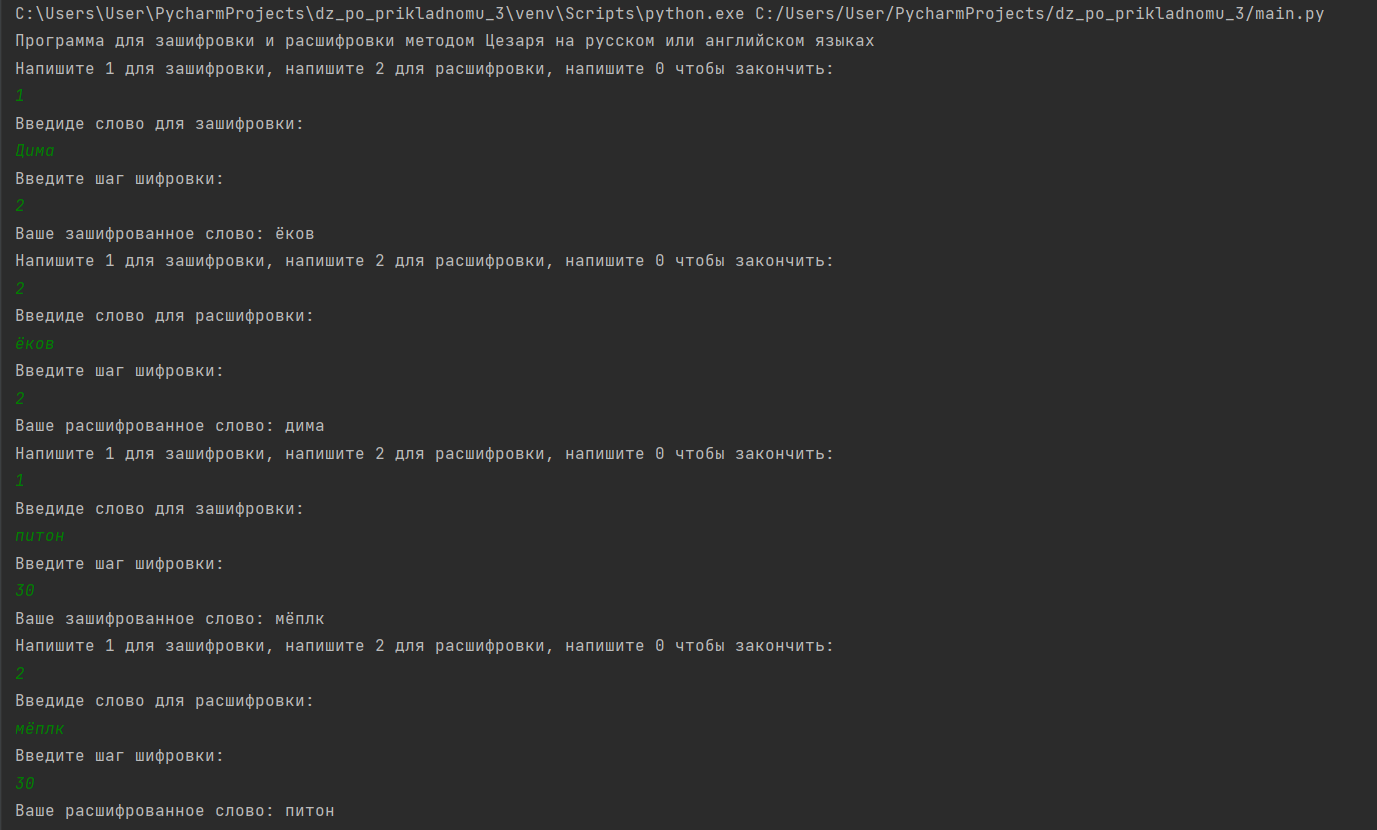 C:\Users\User\PycharmProjects\dz_po_prikladnomu_3\venv\Scripts\python.exe C:/Users/User/PycharmProjects/dz_po_prikladnomu_3/main.py
Программа для зашифровки и расшифровки методом Цезаря на русском или английском языках
Напишите 1 для зашифровки, напишите 2 для расшифровки, напишите 0 чтобы закончить:
1
Введиде слово для зашифровки:
Дима
Введите шаг шифровки:
2
Ваше зашифрованное слово: ёков
Напишите 1 для зашифровки, напишите 2 для расшифровки, напишите 0 чтобы закончить:
2
Введиде слово для расшифровки:
ёков
Введите шаг шифровки:
2
Ваше расшифрованное слово: дима
Напишите 1 для зашифровки, напишите 2 для расшифровки, напишите 0 чтобы закончить:
1
Введиде слово для зашифровки:
питон
Введите шаг шифровки:
30
Ваше зашифрованное слово: мёплк
Напишите 1 для зашифровки, напишите 2 для расшифровки, напишите 0 чтобы закончить:
2
Введиде слово для расшифровки:
мёплк
Введите шаг шифровки:
30
Ваше расшифрованное слово: питон